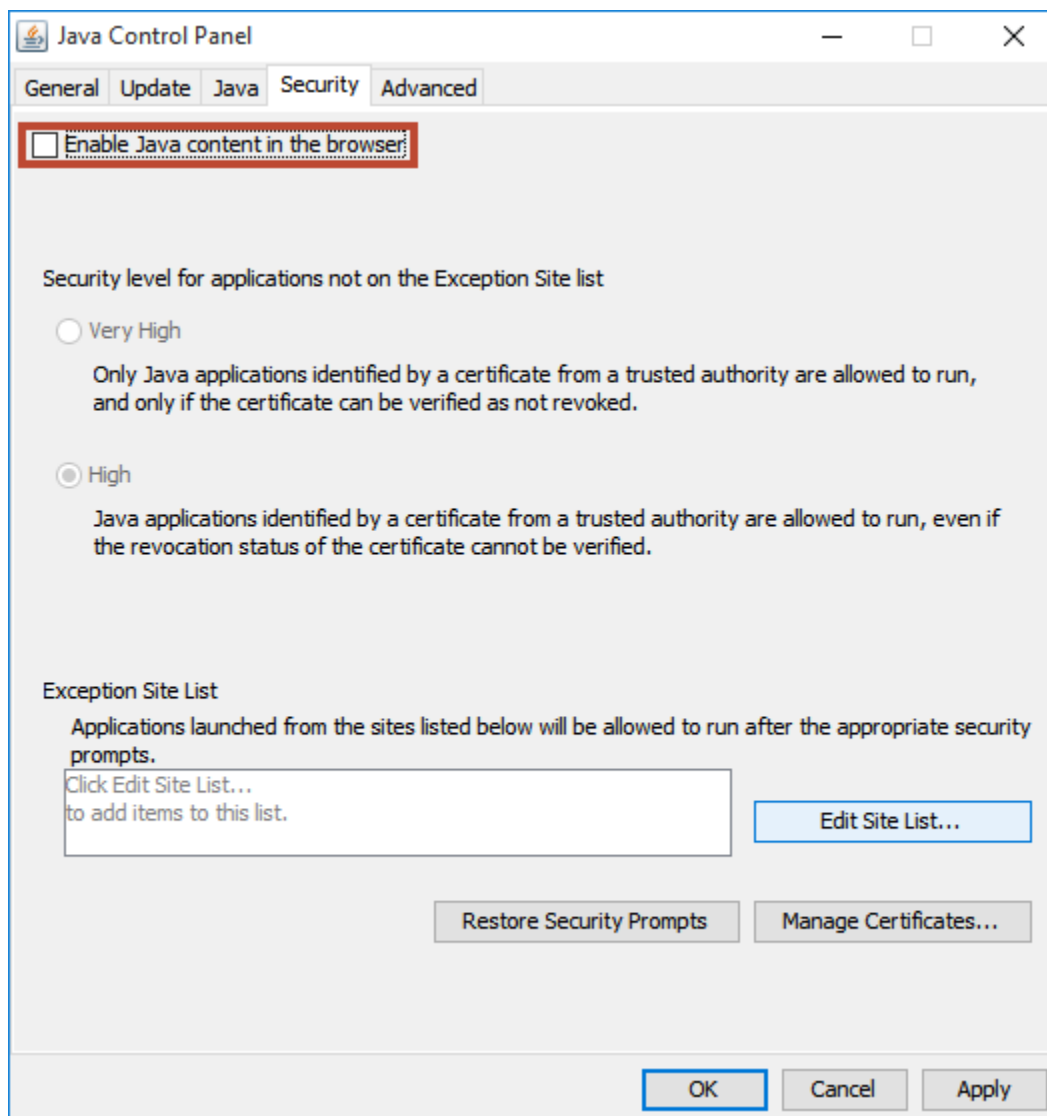 Java Control Panel
General Update Java Security Advanced
Enable Java content in the browser
Security level for applications not on the Exception Site list
Very High
Only Java applications identified by a certificate from a trusted authority are allowed to run,
and only if the certificate can be verified as not revoked.
High
Java applications identified by a certificate from a trusted authority are allowed to run, even if
the revocation status of the certificate cannot be verified.
Exception Site List
Applications launched from the sites listed below will be allowed to run after the appropriate security
prompts.
Click Edit Site List...
to add items to this list.
Edit Site List...
Restore Security Prompts Manage Certificates...
OK Cancel Apply